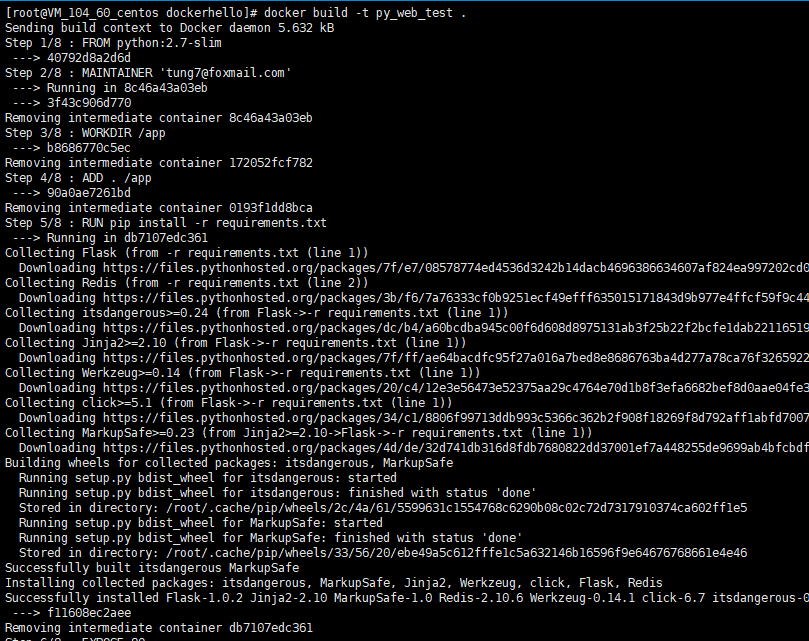 [root@VM_104_60_centos dockerhello]# docker build -t py_web_test .
Sending build context to Docker daemon 5.632 kB
Step 1/8 : FROM python:2.7-slim
 ---> 40792d8a2d6d
Step 2/8 : MAINTAINER 'tung7@foxmail.com'
 ---> Running in 8c46a43a03eb
 ---> 3f43c906d770
Removing intermediate container 8c46a43a03eb
Step 3/8 : WORKDIR /app
 ---> b8686770c5ec
Removing intermediate container 172052fcf782
Step 4/8 : ADD . /app
 ---> 90a0ae7261bd
Removing intermediate container 0193f1dd8bca
Step 5/8 : RUN pip install -r requirements.txt
 ---> Running in db7107edc361
Collecting Flask (from -r requirements.txt (line 1))
  Downloading https://files.pythonhosted.org/packages/7f/e7/08578774ed4536d3242b14dacb4696386634607af824ea997202cd0
Collecting Redis (from -r requirements.txt (line 2))
  Downloading https://files.pythonhosted.org/packages/3b/f6/7a76333cf0b9251ecf49efff635015171843d9b977e4ffcf59f9c44
Collecting itsdangerous>=0.24 (from Flask->-r requirements.txt (line 1))
  Downloading https://files.pythonhosted.org/packages/dc/b4/a60bcdba945c00f6d608d8975131ab3f25b22f2bcfe1dab22116519
Collecting Jinja2>=2.10 (from Flask->-r requirements.txt (line 1))
  Downloading https://files.pythonhosted.org/packages/7f/ff/ae64bacdfc95f27a016a7bed8e8686763ba4d277a78ca76f3265922
Collecting Werkzeug>=0.14 (from Flask->-r requirements.txt (line 1))
  Downloading https://files.pythonhosted.org/packages/20/c4/12e3e56473e52375aa29c4764e70d1b8f3efa6682bef8d0aae04fe3
Collecting click>=5.1 (from Flask->-r requirements.txt (line 1))
  Downloading https://files.pythonhosted.org/packages/34/c1/8806f99713ddb993c5366c362b2f908f18269f8d792aff1abfd7007
Collecting MarkupSafe>=0.23 (from Jinja2>=2.10->Flask->-r requirements.txt (line 1))
  Downloading https://files.pythonhosted.org/packages/4d/de/32d741db316d8fdb7680822dd37001ef7a448255de9699ab4bfcbdf
Building wheels for collected packages: itsdangerous, MarkupSafe
  Running setup.py bdist_wheel for itsdangerous: started
  Running setup.py bdist_wheel for itsdangerous: finished with status 'done'
  Stored in directory: /root/.cache/pip/wheels/2c/4a/61/5599631c1554768c6290b08c02c72d7317910374ca602ff1e5
  Running setup.py bdist_wheel for MarkupSafe: started
  Running setup.py bdist_wheel for MarkupSafe: finished with status 'done'
  Stored in directory: /root/.cache/pip/wheels/33/56/20/ebe49a5c612fffe1c5a632146b16596f9e64676768661e4e46
Successfully built itsdangerous MarkupSafe
Installing collected packages: itsdangerous, MarkupSafe, Jinja2, Werkzeug, click, Flask, Redis
Successfully installed Flask-1.0.2 Jinja2-2.10 MarkupSafe-1.0 Redis-2.10.6 Werkzeug-0.14.1 click-6.7 itsdangerous-0
 ---> f11608ec2aee
Removing intermediate container db7107edc361